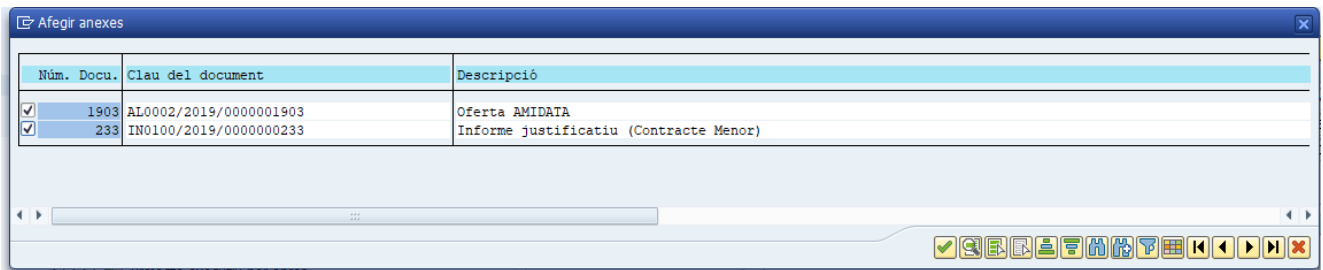 Afegir anexes
Núm. Docu. Clau del document Descripció
1903 AL0002/2019/0000001903 Oferta AMIDATA
233 IN0100/2019/0000000233 Informe justificatiu (Contracte Menor)